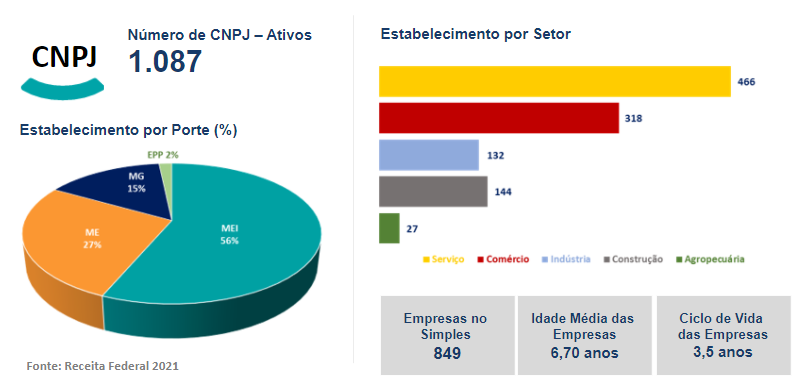 CNPJ
Número de CNPJ – Ativos
1.087
Estabelecimento por Porte (%)
EPP 2%
MG
15%
ME
27%
MEI
56%
Fonte: Receita Federal 2021
Estabelecimento por Setor
466
318
132
144
27
Serviço Comércio Indústria Construção Agropecuária
Empresas no
Simples
849
Idade Média das
Empresas
6,70 anos
Ciclo de Vida
das Empresas
3,5 anos